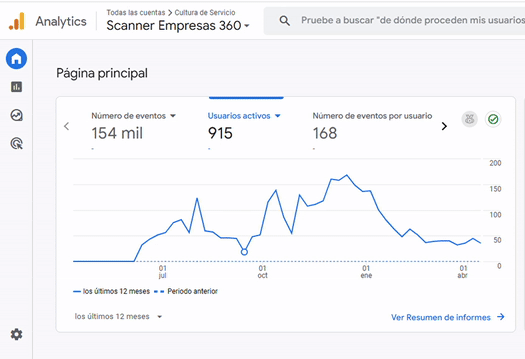 Analytics
Todas las cuentas > Cultura de Servicio
Scanner Empresas 360
Pruebe a buscar "de dónde proceden mis usuarios
Página principal
Número de eventos
154 mil
-
Usuarios activos
915
-
Número de eventos por usuario
168
-
200
150
100
50
0
01 jul
01 oct
01 ene
01 abr
los últimos 12 meses
Periodo anterior
los últimos 12 meses
Ver Resumen de informes